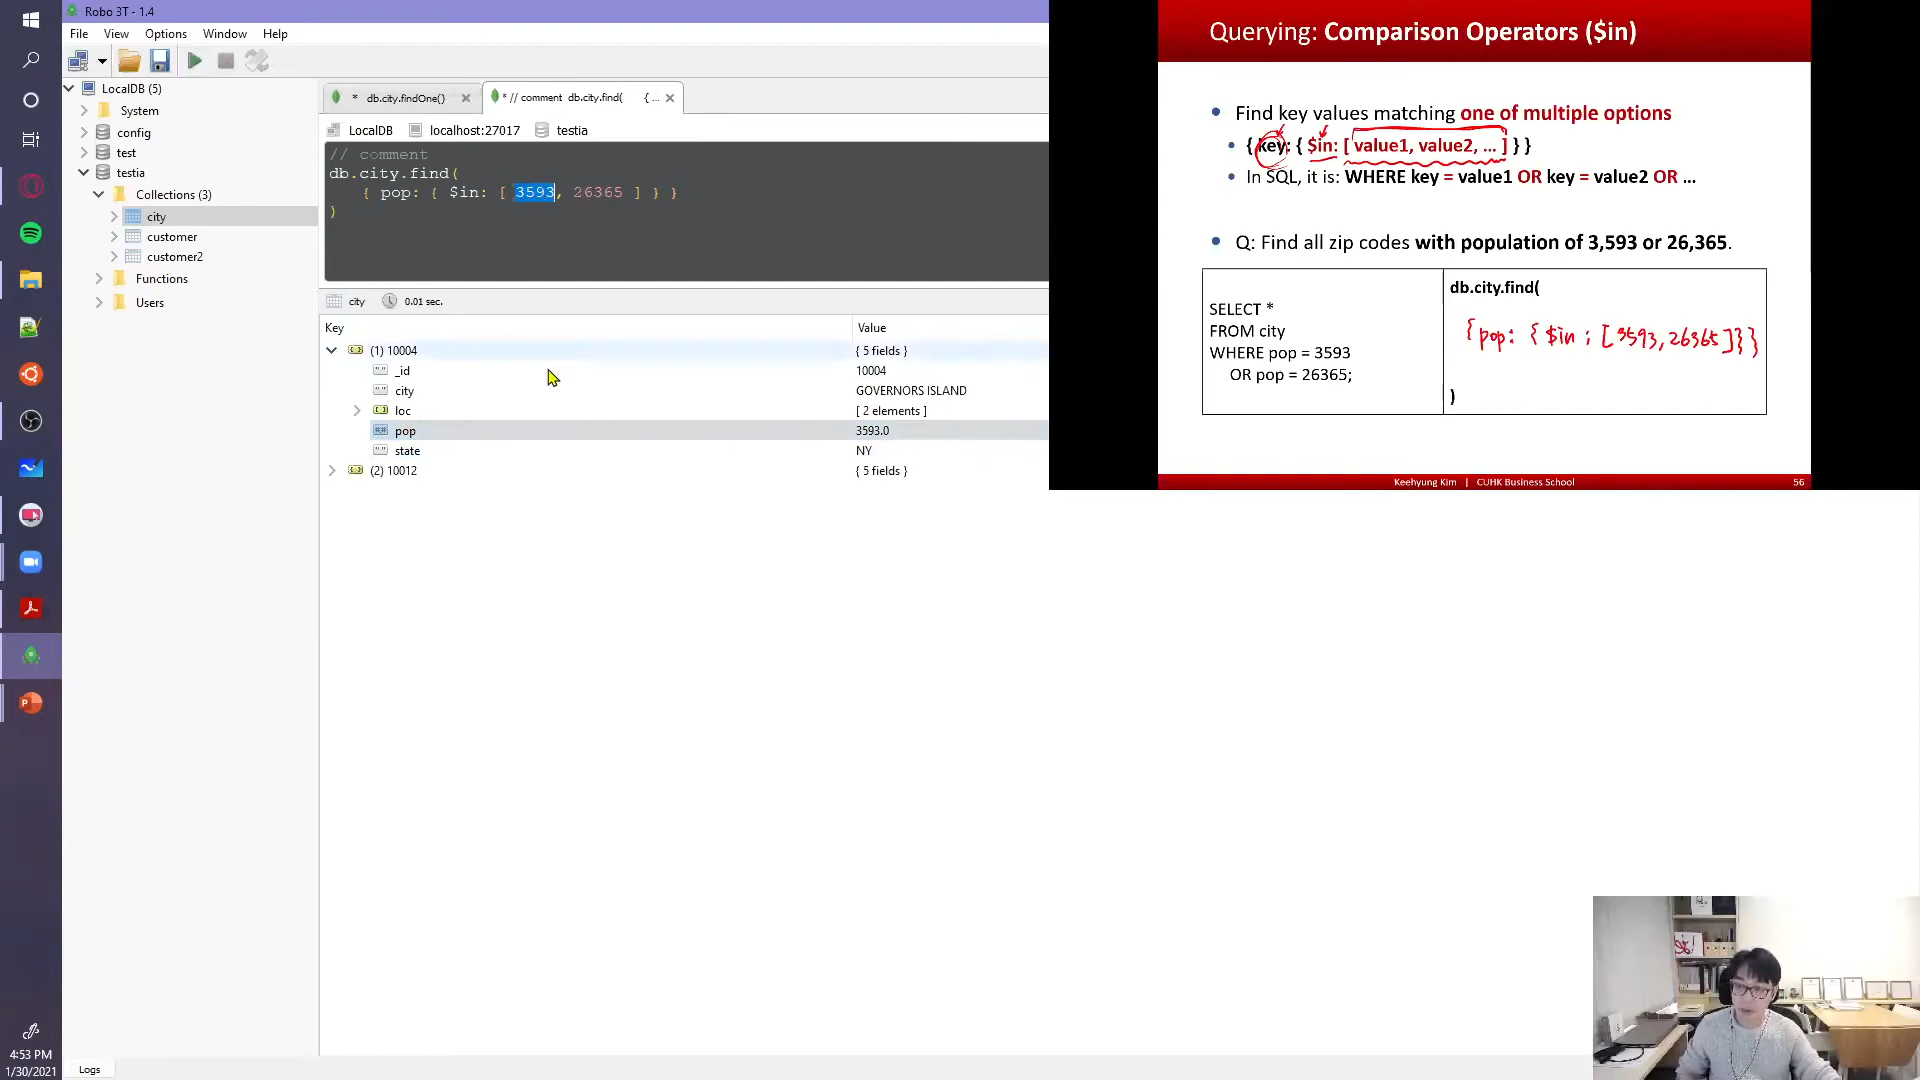 Robo 3T - 1.4
File View Options Window Help
LocalDB (5)
System
config
test
testia
Collections (3)
city
customer
customer2
Functions
Users
* db.city.findOne()
* // comment db.city.find( { ...
LocalDB localhost:27017 testia
// comment
db.city.find(
{ pop: { $in: [ 3593, 26365 ] } }
)
city 0.01 sec.
Key Value
(1) 10004 { 5 fields }
_id 10004
city GOVERNORS ISLAND
loc [ 2 elements ]
pop 3593.0
state NY
(2) 10012 { 5 fields }
Logs
4:53 PM
1/30/2021
Querying: Comparison Operators ($in)
• Find key values matching one of multiple options
• { key: { $in: [ value1, value2, ... ] } }
• In SQL, it is: WHERE key = value1 OR key = value2 OR ...
• Q: Find all zip codes with population of 3,593 or 26,365.
SELECT *
FROM city
WHERE pop = 3593
OR pop = 26365;
db.city.find(
{pop: {$in : [3593, 26365]}}
)
Keehyung Kim | CUHK Business School 56